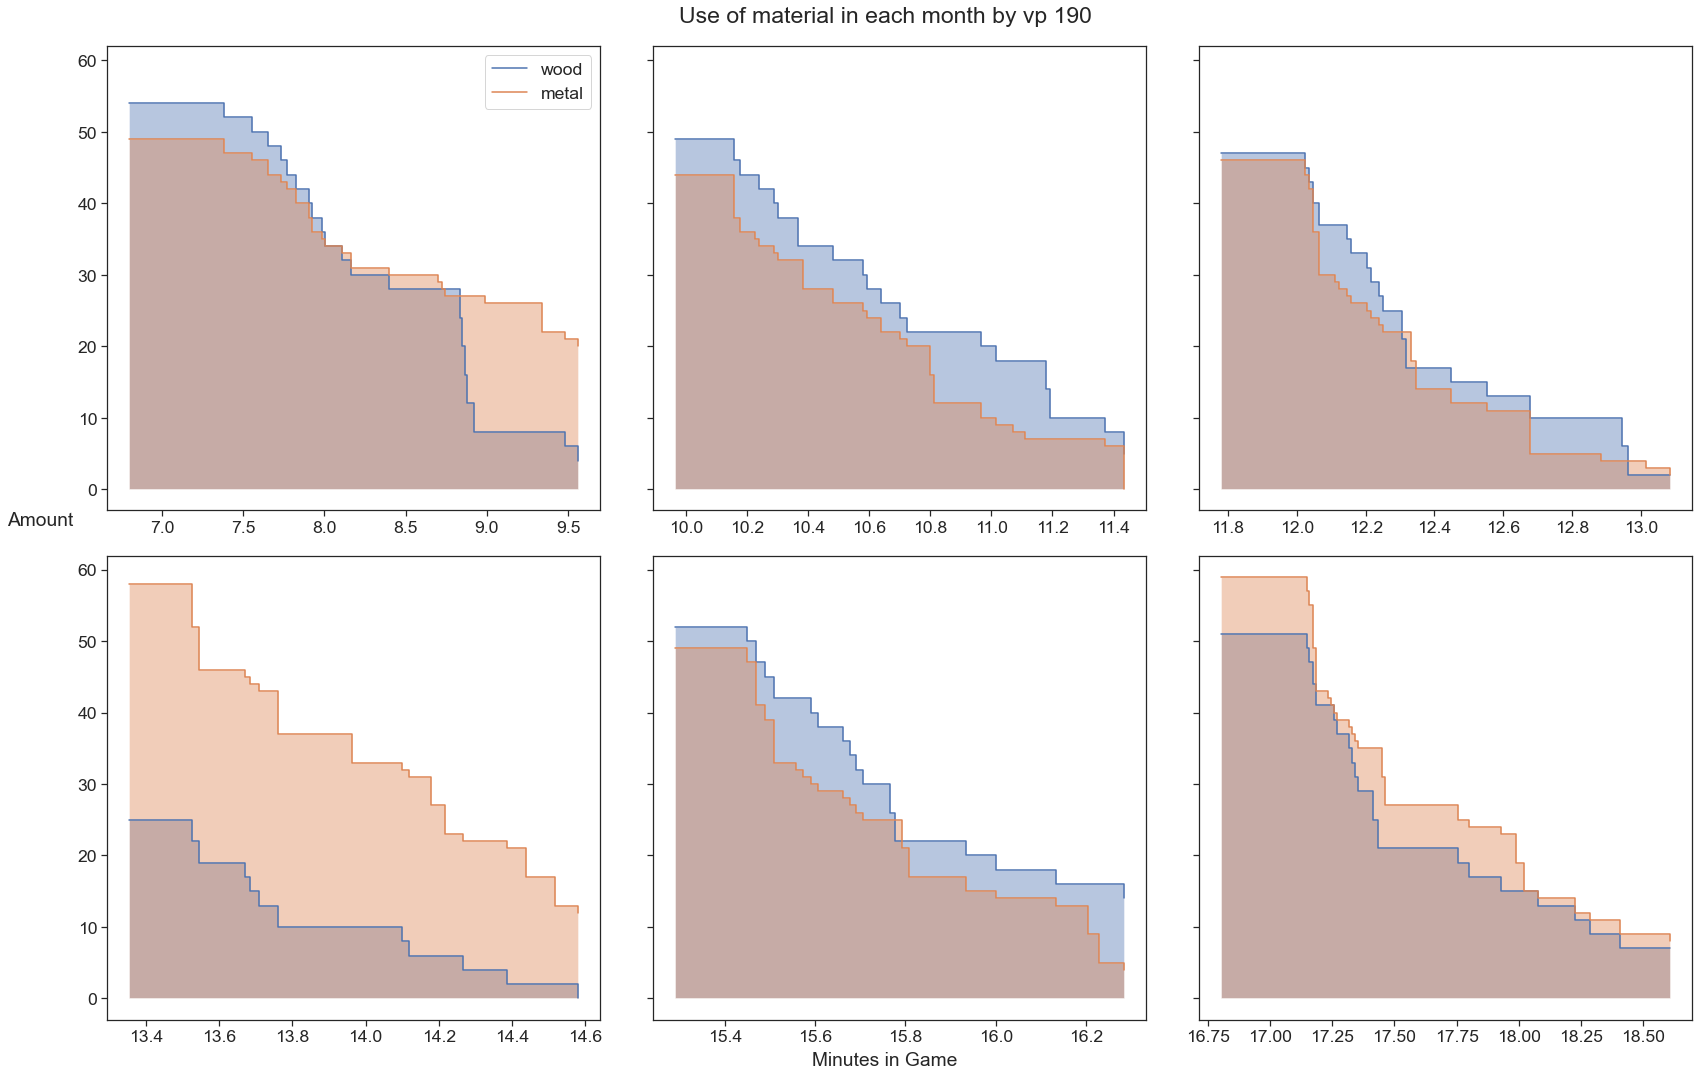 Use of material in each month by vp 190
wood
metal
60
50
40
30
20
10
0
7.0 7.5 8.0 8.5 9.0 9.5
10.0 10.2 10.4 10.6 10.8 11.0 11.2 11.4
11.8 12.0 12.2 12.4 12.6 12.8 13.0
Amount
60
50
40
30
20
10
0
13.4 13.6 13.8 14.0 14.2 14.4 14.6
15.4 15.6 15.8 16.0 16.2
16.75 17.00 17.25 17.50 17.75 18.00 18.25 18.50
Minutes in Game